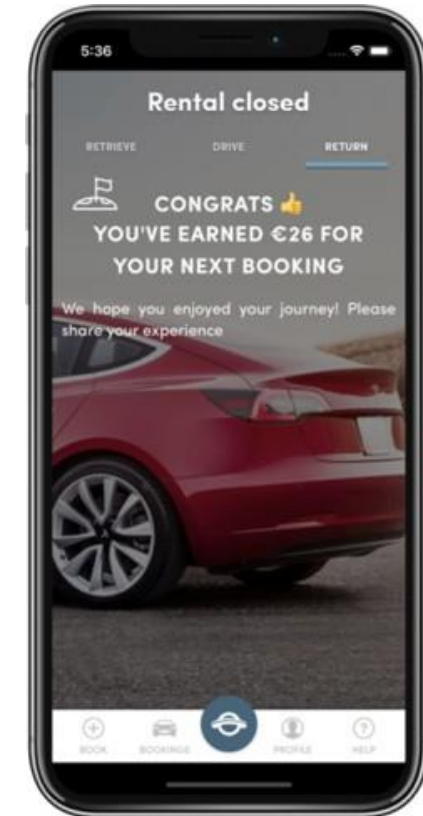 5:36
Rental closed
RETRIEVE DRIVE RETURN
CONGRATS 👍
YOU'VE EARNED €26 FOR
YOUR NEXT BOOKING
We hope you enjoyed your journey! Please
share your experience
BOOK BOOKINGS PROFILE HELP